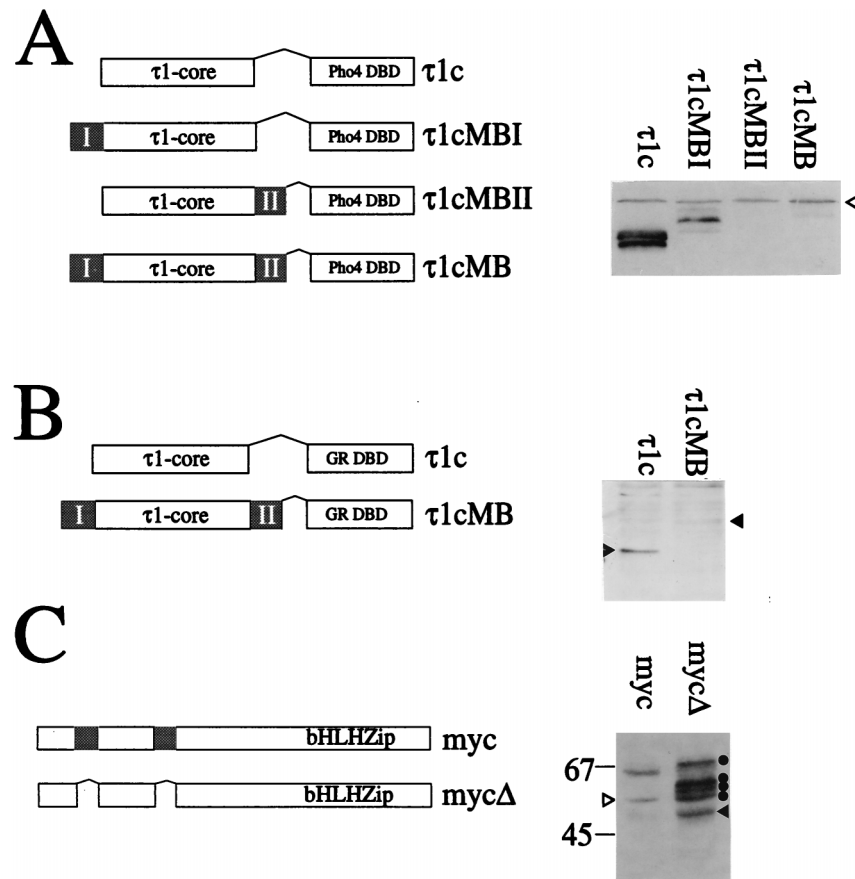 A
τ1-core Pho4 DBD τ1c
I τ1-core Pho4 DBD τ1cMBI
τ1-core II Pho4 DBD τ1cMBII
I τ1-core II Pho4 DBD τ1cMB
τ1c τ1cMBI τ1cMBII τ1cMB
B
τ1-core GR DBD τ1c
I τ1-core II GR DBD τ1cMB
τ1c τ1cMB
C
bHLHZip myc
bHLHZip mycΔ
myc mycΔ
67
45